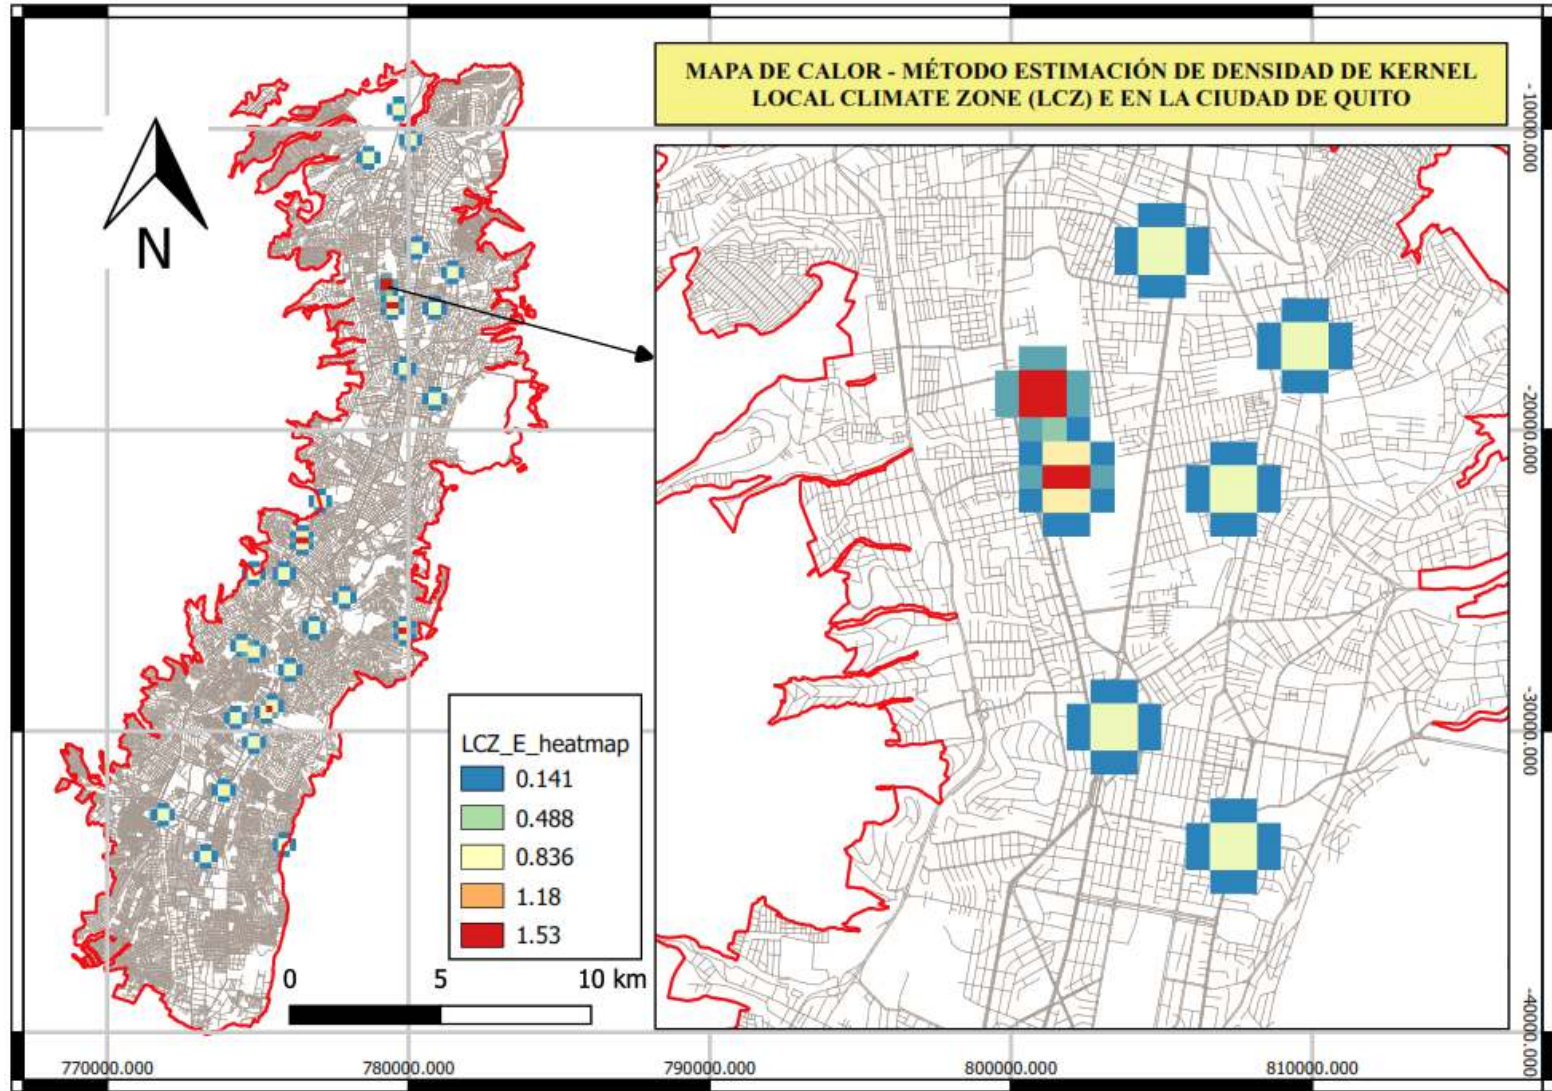 MAPA DE CALOR - MÉTODO ESTIMACIÓN DE DENSIDAD DE KERNEL
LOCAL CLIMATE ZONE (LCZ) E EN LA CIUDAD DE QUITO
N
LCZ_E_heatmap
0.141
0.488
0.836
1.18
1.53
0 5 10 km
-10000.000
-20000.000
-30000.000
-40000.000
770000.000 780000.000 790000.000 800000.000 810000.000